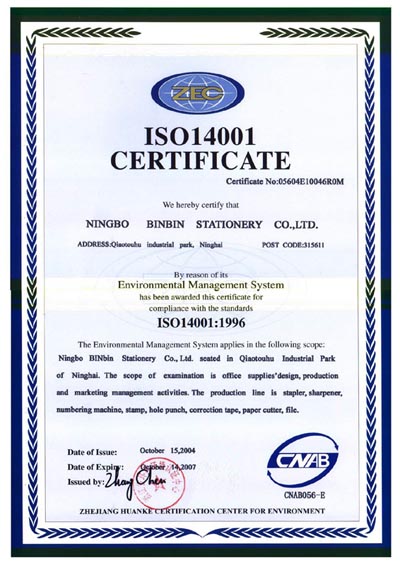 ZEC
ISO14001
CERTIFICATE
Certificate No:05604E10046R0M
We hereby certify that
NINGBO BINBIN STATIONERY CO.,LTD.
ADDRESS:Qiaotouhu industrial park, Ninghai POST CODE:315611
By reason of its
Environmental Management System
has been awarded this certificate for
compliance with the standards
ISO14001:1996
The Environmental Management System applies in the following scope:
Ningbo BINbin Stationery Co., Ltd. seated in Qiaotouhu Industrial Park
of Ninghai. The scope of examination is office supplies'design, production
and marketing management activities. The production line is stapler, sharpener,
numbering machine, stamp, hole punch, correction tape, paper cutter, file.
Date of Issue: October 15,2004
Date of Expiry: October 14,2007
Issued by: Zhang Chen
CNAB
CNAB056-E
ZHEJIANG HUANKE CERTIFICATION CENTER FOR ENVIRONMENT